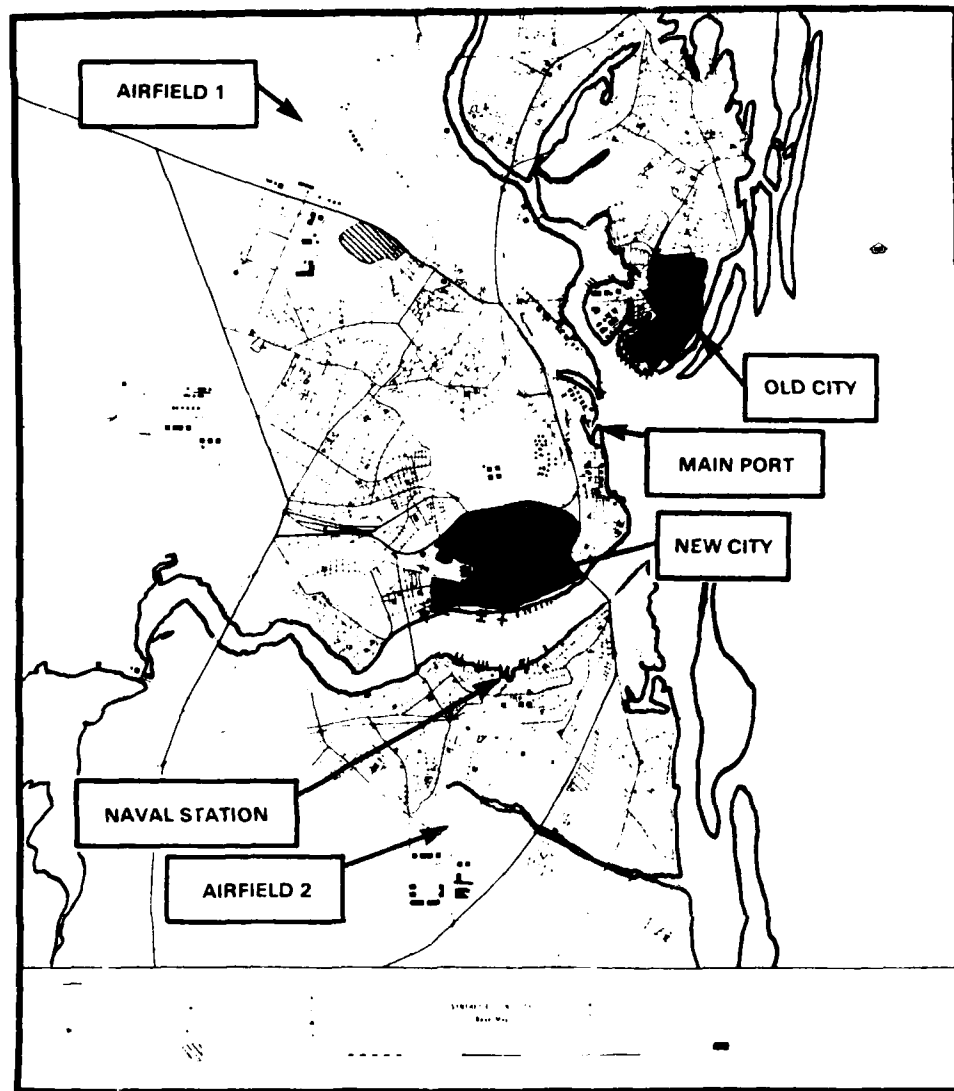 AIRFIELD 1
OLD CITY
MAIN PORT
NEW CITY
NAVAL STATION
AIRFIELD 2